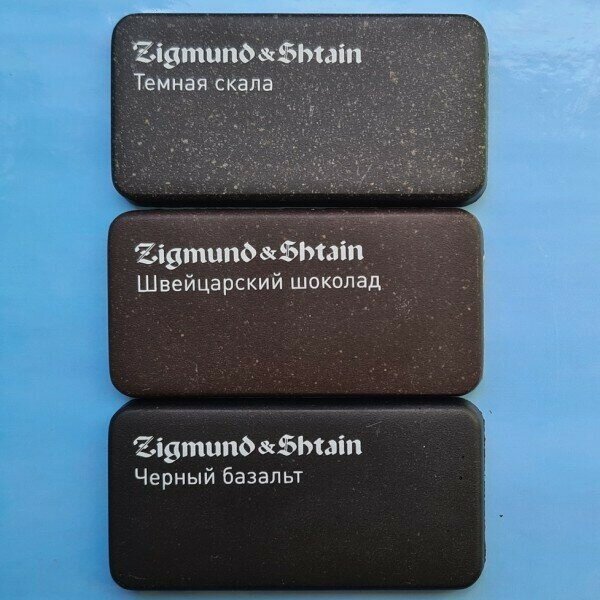 Zigmund & Shtain
Темная скала
Zigmund & Shtain
Швейцарский шоколад
Zigmund & Shtain
Черный базальт